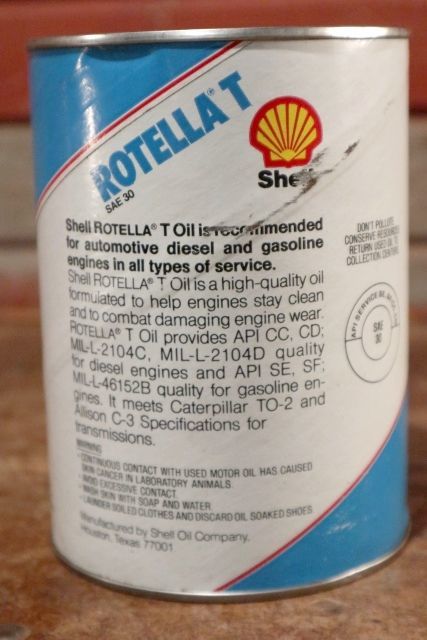 ROTELLA® T
SAE 30
Shell
Shell ROTELLA® T Oil is recommended
for automotive diesel and gasoline
engines in all types of service.
Shell ROTELLA® T Oil is a high-quality oil
formulated to help engines stay clean
and to combat damaging engine wear.
ROTELLA® T Oil provides API CC, CD;
MIL-L-2104C, MIL-L-2104D quality
for diesel engines and API SE, SF;
MIL-L-46152B quality for gasoline en-
gines. It meets Caterpillar TO-2 and
Allison C-3 Specifications for
transmissions.
WARNING
• CONTINUOUS CONTACT WITH USED MOTOR OIL HAS CAUSED
SKIN CANCER IN LABORATORY ANIMALS.
• AVOID EXCESSIVE CONTACT.
• WASH SKIN WITH SOAP AND WATER.
• LAUNDER SOILED CLOTHES AND DISCARD OIL SOAKED SHOES.
Manufactured by Shell Oil Company,
Houston, Texas 77001
DON'T POLLUTE
CONSERVE RESOURCES
RETURN USED OIL TO
COLLECTION CENTERS
API SERVICE SE,
SAE
30